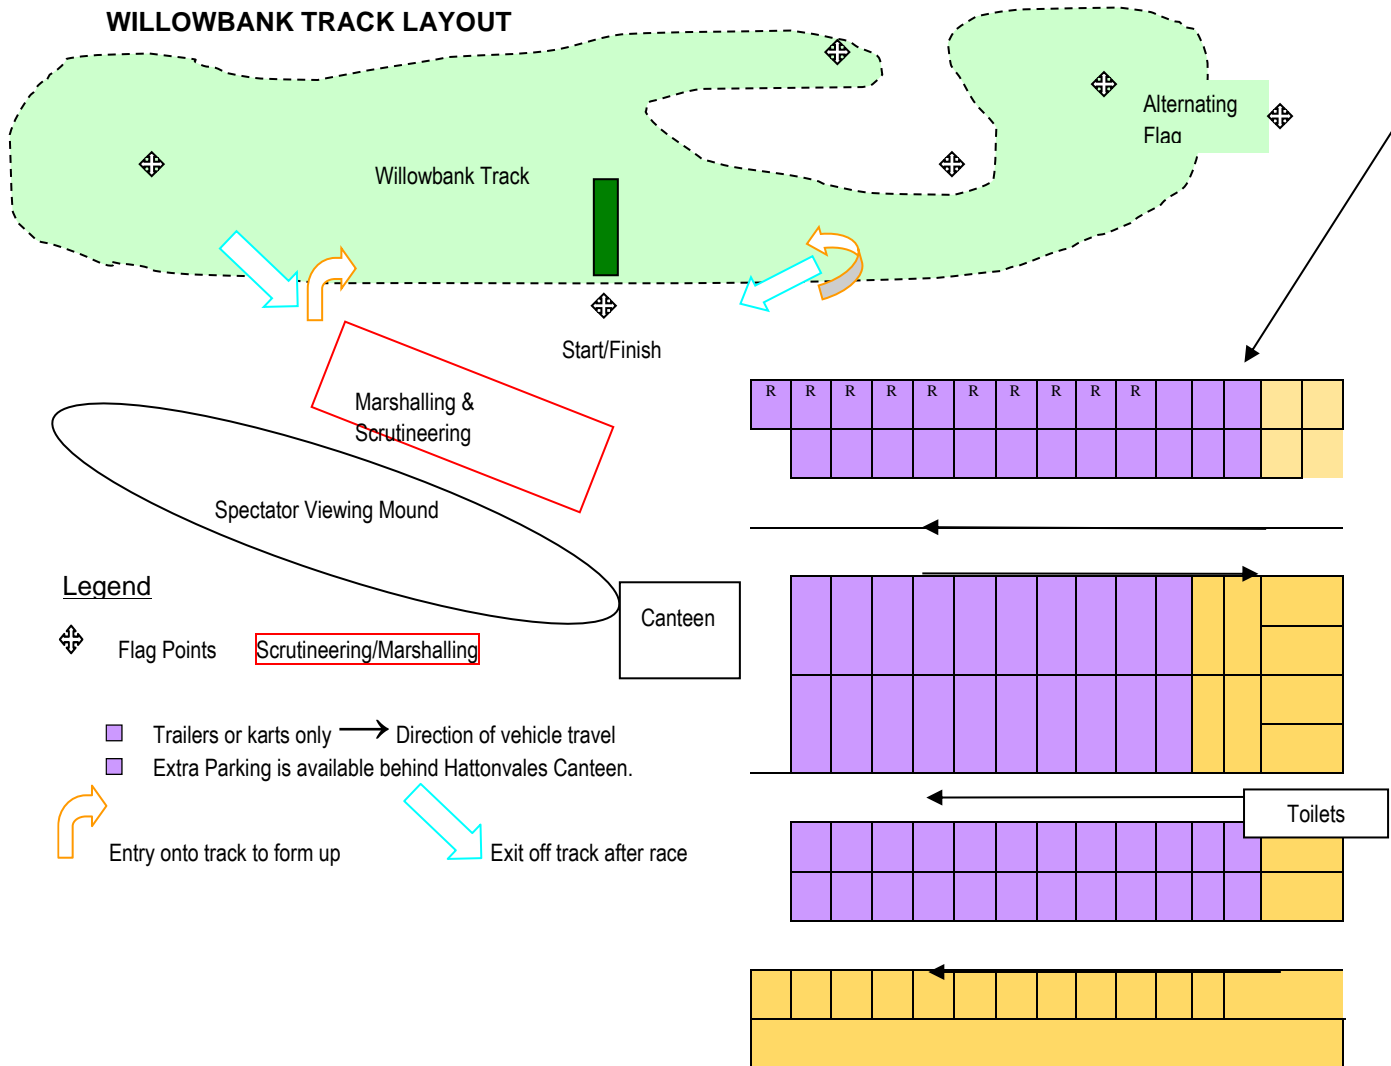 WILLOWBANK TRACK LAYOUT
Alternating
Flag
Willowbank Track
Start/Finish
Marshalling &
Scrutineering
R R R R R R R R R R
Spectator Viewing Mound
Legend
Canteen
Flag Points
Scrutineering/Marshalling
Trailers or karts only
Direction of vehicle travel
Extra Parking is available behind Hattonvales Canteen.
Toilets
Entry onto track to form up
Exit off track after race